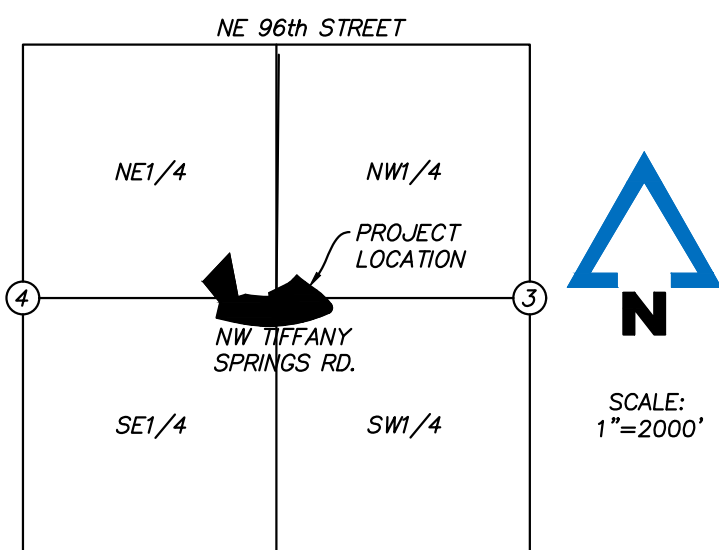 NE 96th STREET
NE1/4
NW1/4
PROJECT
LOCATION
4
3
N
NW TIFFANY
SPRINGS RD.
SE1/4
SW1/4
SCALE:
1"=2000'